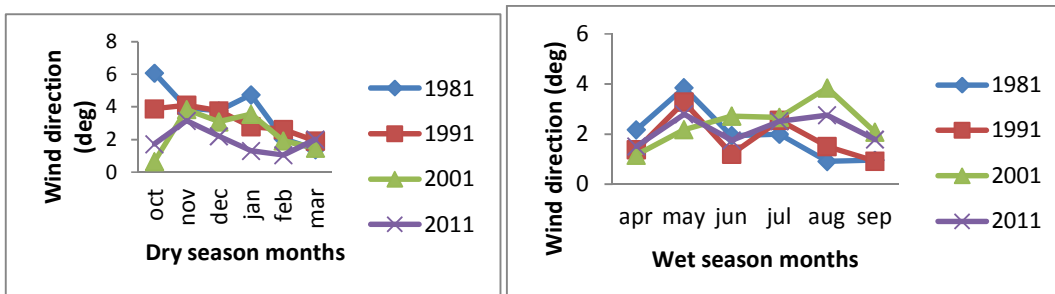 Wind direction
(deg)
8
6
4
2
0
oct
nov
dec
jan
feb
mar
Dry season months
1981
1991
2001
2011
Wind direction (deg)
6
4
2
0
apr may jun jul aug sep
Wet season months
1981
1991
2001
2011